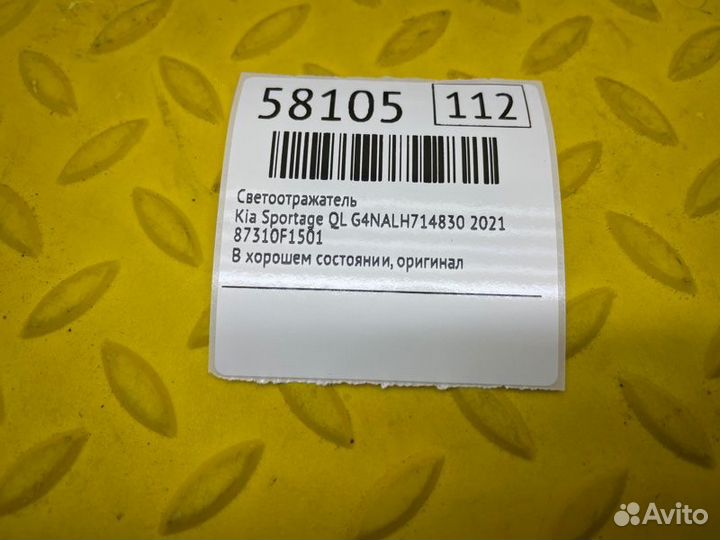 58105 112
Светоотражатель
Kia Sportage QL G4NALH714830 2021
87310F1501
В хорошем состоянии, оригинал
Avito